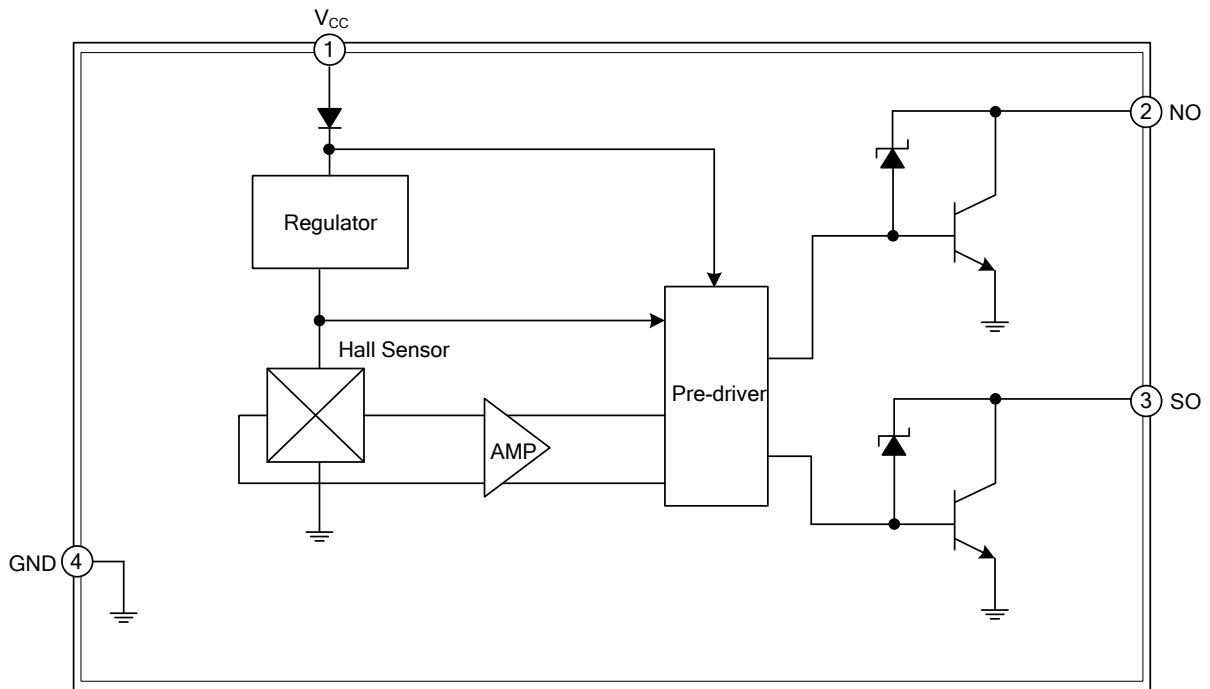 VCC
1
2 NO
Regulator
Hall Sensor
Pre-driver
3 SO
AMP
GND 4